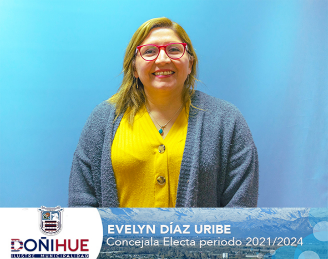 EVELYN DÍAZ URIBE
Concejala Electa periodo 2021/2024
DOÑIHUE
ILUSTRE MUNICIPALIDAD